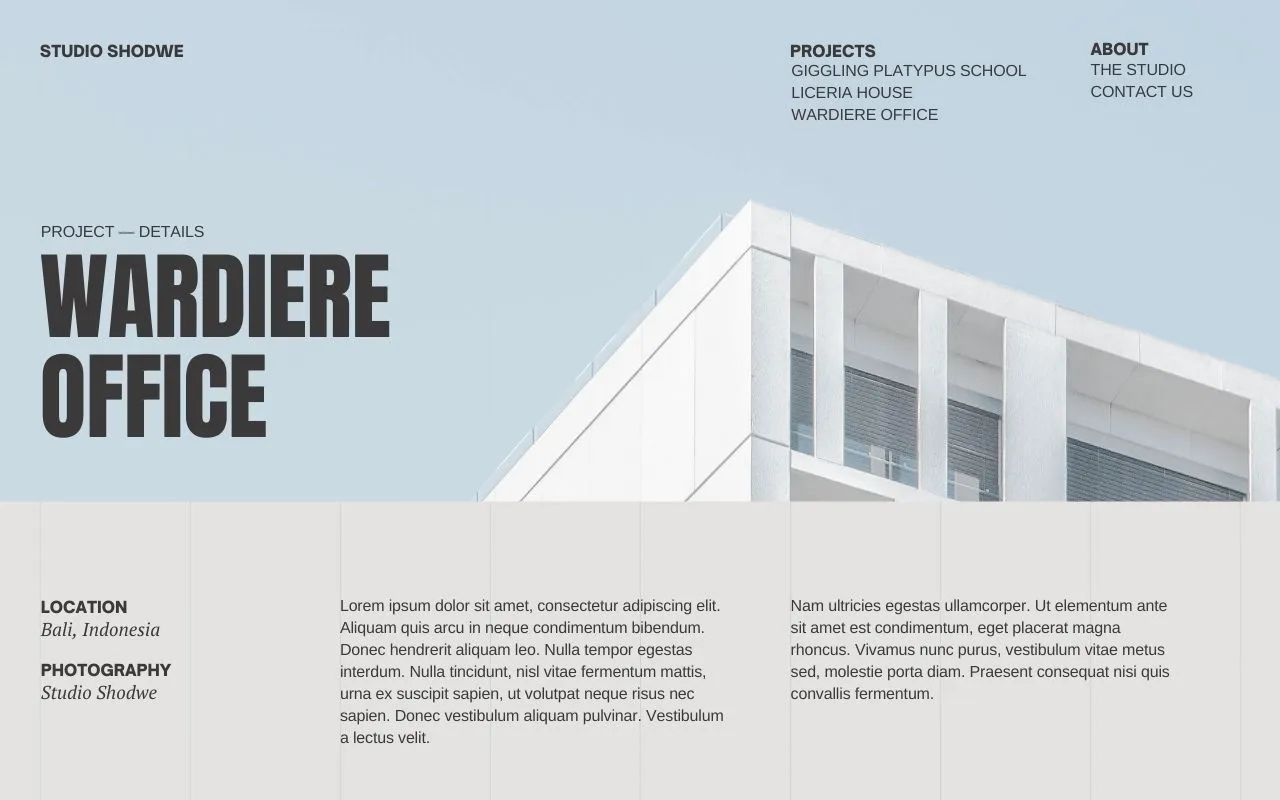 STUDIO SHODWE
PROJECTS
GIGGLING PLATYPUS SCHOOL
LICERIA HOUSE
WARDIERE OFFICE
ABOUT
THE STUDIO
CONTACT US
PROJECT — DETAILS
WARDIERE
OFFICE
LOCATION
Bali, Indonesia
PHOTOGRAPHY
Studio Shodwe
Lorem ipsum dolor sit amet, consectetur adipiscing elit.
Aliquam quis arcu in neque condimentum bibendum.
Donec hendrerit aliquam leo. Nulla tempor egestas
interdum. Nulla tincidunt, nisl vitae fermentum mattis,
urna ex suscipit sapien, ut volutpat neque risus nec
sapien. Donec vestibulum aliquam pulvinar. Vestibulum
a lectus velit.
Nam ultricies egestas ullamcorper. Ut elementum ante
sit amet est condimentum, eget placerat magna
rhoncus. Vivamus nunc purus, vestibulum vitae metus
sed, molestie porta diam. Praesent consequat nisi quis
convallis fermentum.